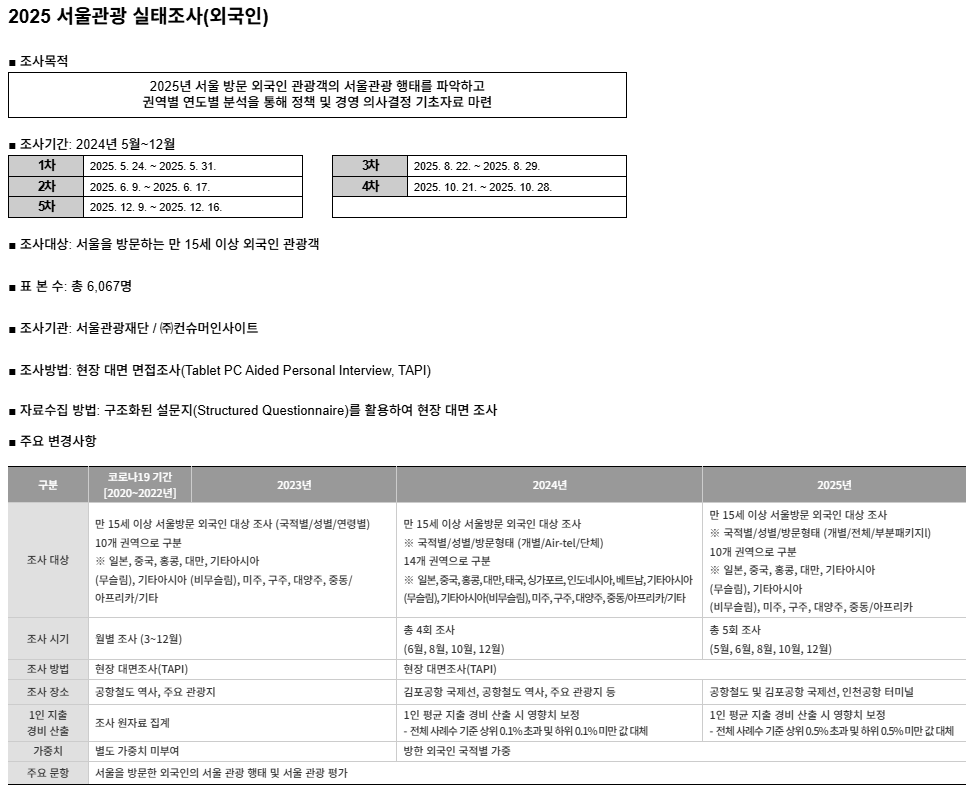 2025 서울관광 실태조사(외국인)
■ 조사목적
2025년 서울 방문 외국인 관광객의 서울관광 행태를 파악하고
권역별 연도별 분석을 통해 정책 및 경영 의사결정 기초자료 마련
■ 조사기간: 2024년 5월~12월
1차 2025. 5. 24. ~ 2025. 5. 31. 3차 2025. 8. 22. ~ 2025. 8. 29.
2차 2025. 6. 9. ~ 2025. 6. 17. 4차 2025. 10. 21. ~ 2025. 10. 28.
5차 2025. 12. 9. ~ 2025. 12. 16.
■ 조사대상: 서울을 방문하는 만 15세 이상 외국인 관광객
■ 표 본 수: 총 6,067명
■ 조사기관: 서울관광재단 / ㈜컨슈머인사이트
■ 조사방법: 현장 대면 면접조사(Tablet PC Aided Personal Interview, TAPI)
■ 자료수집 방법: 구조화된 설문지(Structured Questionnaire)를 활용하여 현장 대면 조사
■ 주요 변경사항
구분
코로나19 기간
[2020~2022년]
2023년
2024년
2025년
조사 대상
만 15세 이상 서울방문 외국인 대상 조사 (국적별/성별/연령별)
10개 권역으로 구분
※ 일본, 중국, 홍콩, 대만, 기타아시아
(무슬림), 기타아시아 (비무슬림), 미주, 구주, 대양주, 중동/
아프리카/기타
만 15세 이상 서울방문 외국인 대상 조사
※ 국적별/성별/방문형태 (개별/Air-tel/단체)
14개 권역으로 구분
※ 일본, 중국, 홍콩, 대만, 태국, 싱가포르, 인도네시아, 베트남, 기타아시아
(무슬림), 기타아시아(비무슬림), 미주, 구주, 대양주, 중동/아프리카/기타
만 15세 이상 서울방문 외국인 대상 조사
※ 국적별/성별/방문형태 (개별/전체/부분패키지l)
10개 권역으로 구분
※ 일본, 중국, 홍콩, 대만, 기타아시아
(무슬림), 기타아시아
(비무슬림), 미주, 구주, 대양주, 중동/아프리카
조사 시기
월별 조사 (3~12월)
총 4회 조사
(6월, 8월, 10월, 12월)
총 5회 조사
(5월, 6월, 8월, 10월, 12월)
조사 방법
현장 대면조사(TAPI)
현장 대면조사(TAPI)
조사 장소
공항철도 역사, 주요 관광지
김포공항 국제선, 공항철도 역사, 주요 관광지 등
공항철도 및 김포공항 국제선, 인천공항 터미널
1인 지출
경비 산출
조사 원자료 집계
1인 평균 지출 경비 산출 시 영향치 보정
- 전체 사례수 기준 상위 0.1% 초과 및 하위 0.1% 미만 값 대체
1인 평균 지출 경비 산출 시 영향치 보정
- 전체 사례수 기준 상위 0.5% 초과 및 하위 0.5% 미만 값 대체
가중치
별도 가중치 미부여
방한 외국인 국적별 가중
주요 문항
서울을 방문한 외국인의 서울 관광 행태 및 서울 관광 평가